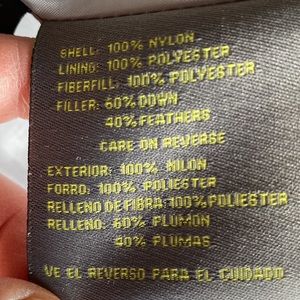 SHELL: 100% NYLON
LINING: 100% POLYESTER
FIBERFILL: 100% POLYESTER
FILLER: 60% DOWN
40% FEATHERS
CARE ON REVERSE
EXTERIOR: 100% NILON
FORRO: 100% POLIESTER
RELLENO DE FIBRA: 100% POLIESTER
RELLENO: 60% PLUMON
40% PLUMAS
VE EL REVERSO PARA EL CUIDADO